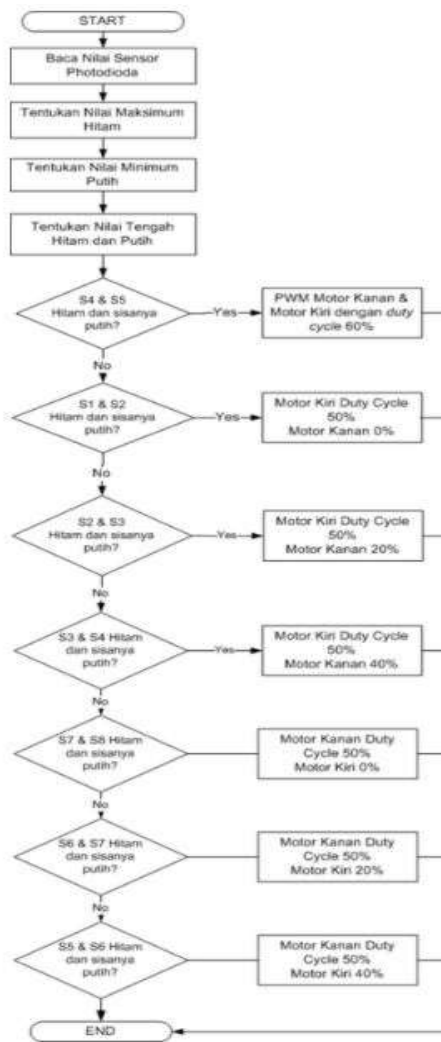 START
Baca Nilai Sensor
Photodioda
Tentukan Nilai Maksimum
Hitam
Tentukan Nilai Minimum
Putih
Tentukan Nilai Tengah
Hitam dan Putih
S4 & S5
Hitam dan sisanya
putih?
Yes
PWM Motor Kanan &
Motor Kiri dengan duty
cycle 60%
No
S1 & S2
Hitam dan sisanya
putih?
Yes
Motor Kiri Duty Cycle
50%
Motor Kanan 0%
No
S2 & S3
Hitam dan sisanya
putih?
Yes
Motor Kiri Duty Cycle
50%
Motor Kanan 20%
No
S3 & S4 Hitam
dan sisanya
putih?
Yes
Motor Kiri Duty Cycle
50%
Motor Kanan 40%
No
S7 & S8 Hitam
dan sisanya
putih?
Motor Kanan Duty
Cycle 50%
Motor Kiri 0%
No
S6 & S7 Hitam
dan sisanya
putih?
Motor Kanan Duty
Cycle 50%
Motor Kiri 20%
No
S5 & S6 Hitam
dan sisanya
putih?
Motor Kanan Duty
Cycle 50%
Motor Kiri 40%
END